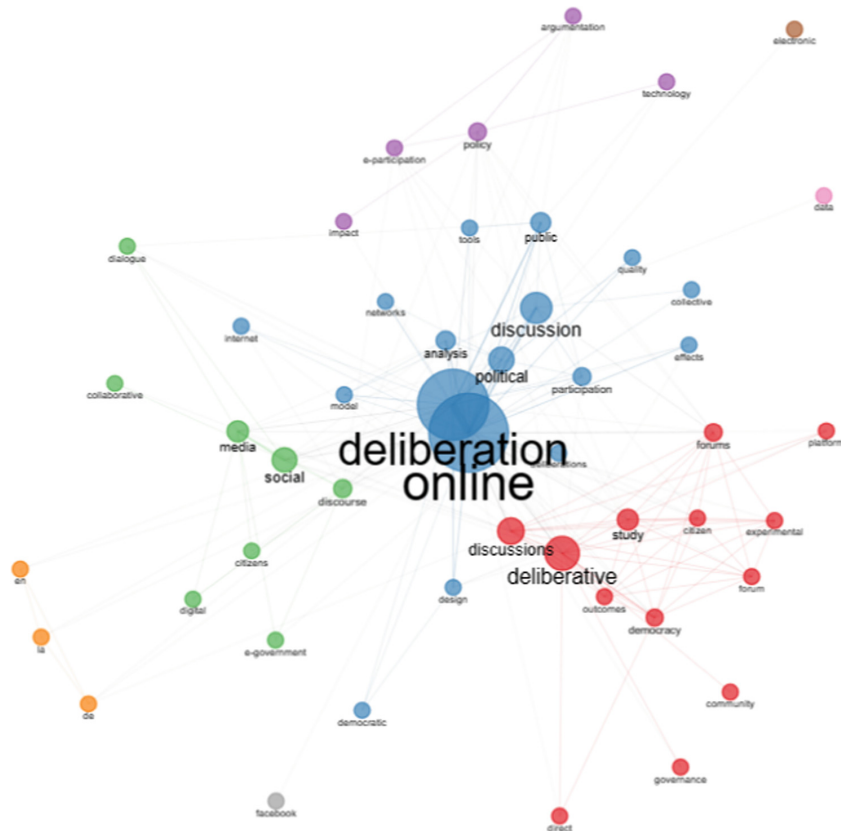 argumentation
electronic
technology
policy
e-participation
impact
tools
public
data
dialogue
quality
collective
networks
internet
discussion
analysis
effects
political
participation
collaborative
model
deliberation
media
forums
platform
social
deliberations
online
discourse
discussions
study
citizen
experimental
citizens
deliberative
en
design
forum
outcomes
digital
democracy
la
e-government
community
de
democratic
governance
facebook
direct